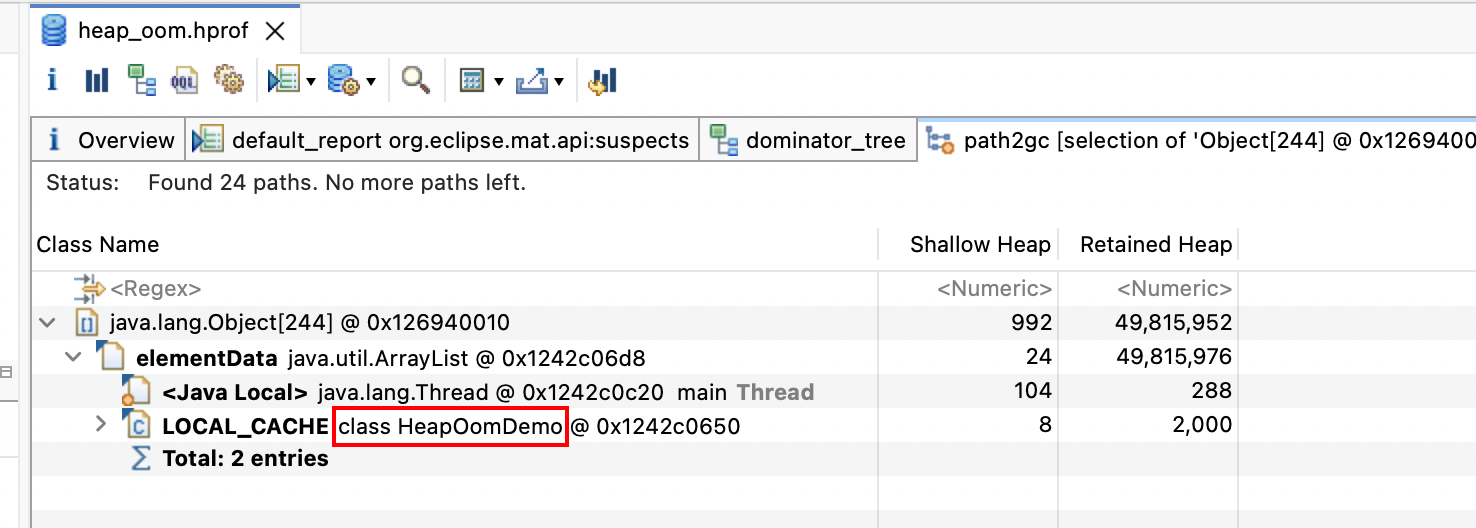 heap_oom.hprof
i OQL
i Overview default_report org.eclipse.mat.api:suspects dominator_tree path2gc [selection of 'Object[244] @ 0x1269400
Status: Found 24 paths. No more paths left.
Class Name Shallow Heap Retained Heap
<Regex> <Numeric> <Numeric>
java.lang.Object[244] @ 0x126940010 992 49,815,952
elementData java.util.ArrayList @ 0x1242c06d8 24 49,815,976
<Java Local> java.lang.Thread @ 0x1242c0c20 main Thread 104 288
LOCAL_CACHE class HeapOomDemo @ 0x1242c0650 8 2,000
Σ Total: 2 entries